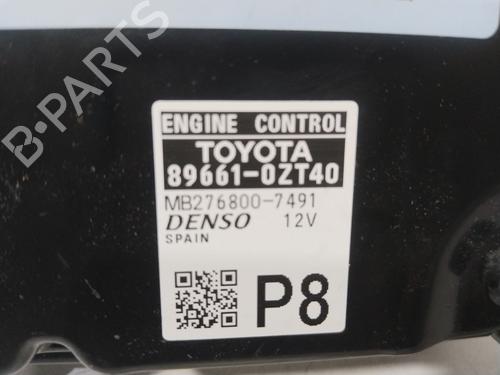 B-PARTS
ENGINE CONTROL
TOYOTA
89661-0ZT40
MB276800-7491
DENSO 12V
SPAIN
P8